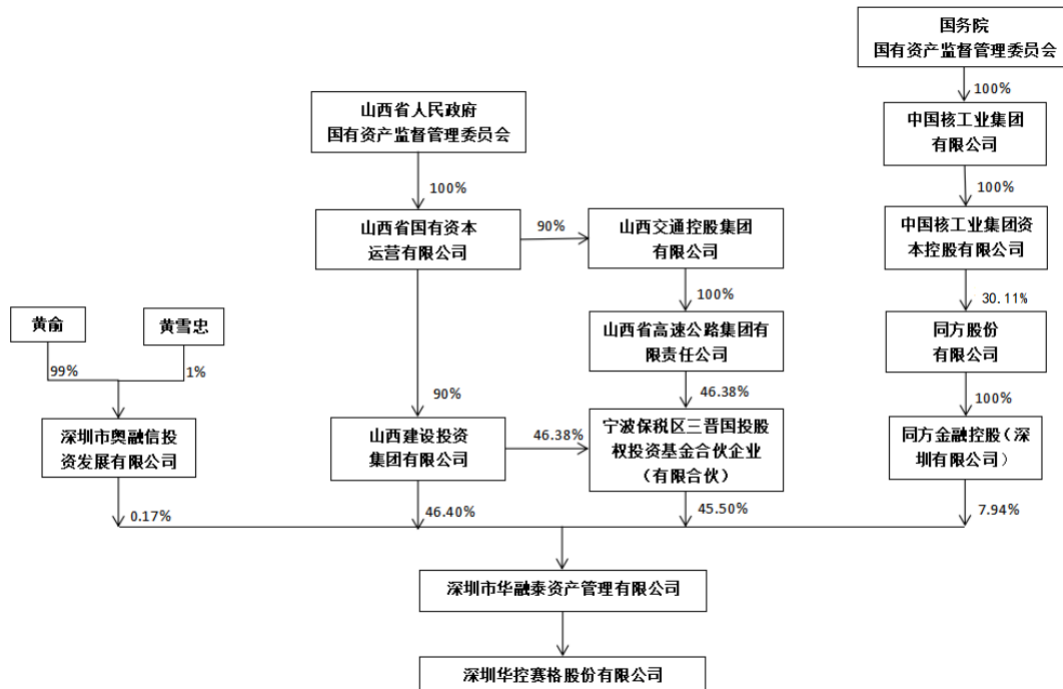 国务院
国有资产监督管理委员会
100%
山西省人民政府
国有资产监督管理委员会
中国核工业集团
有限公司
100%
100%
山西省国有资本
运营有限公司
90%
山西交通控股集团
有限公司
中国核工业集团资
本控股有限公司
100%
30.11%
黄俞
黄雪忠
山西省高速公路集团有
限责任公司
同方股份
有限公司
99%
1%
90%
46.38%
100%
深圳市奥融信投
资发展有限公司
山西建设投资
集团有限公司
46.38%
宁波保税区三晋国投股
权投资基金合伙企业
（有限合伙）
同方金融控股（深
圳有限公司）
0.17%
46.40%
45.50%
7.94%
深圳市华融泰资产管理有限公司
深圳华控赛格股份有限公司